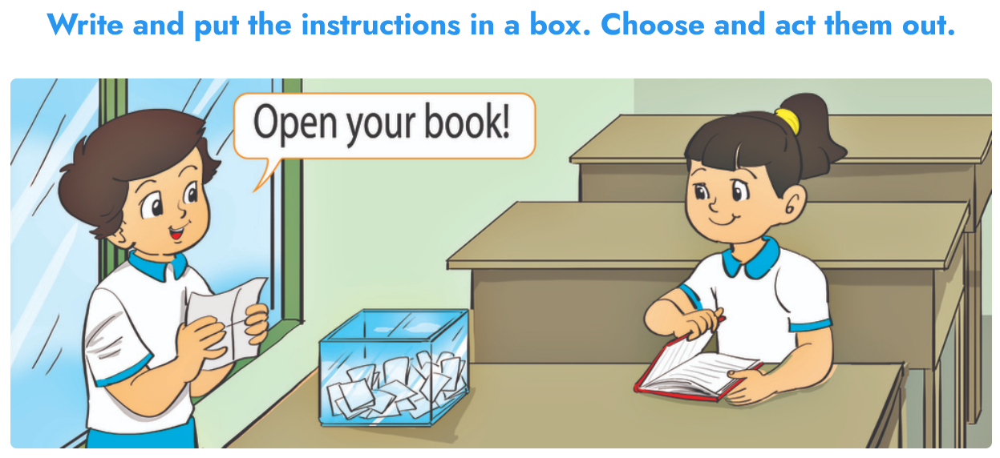 Write and put the instructions in a box. Choose and act them out.
Open your book!